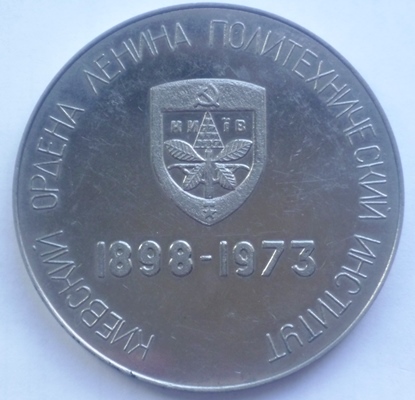 КИЕВСКИЙ ОРДЕНА ЛЕНИНА ПОЛИТЕХНИЧЕСКИЙ ИНСТИТУТ
КИЇВ
1898-1973